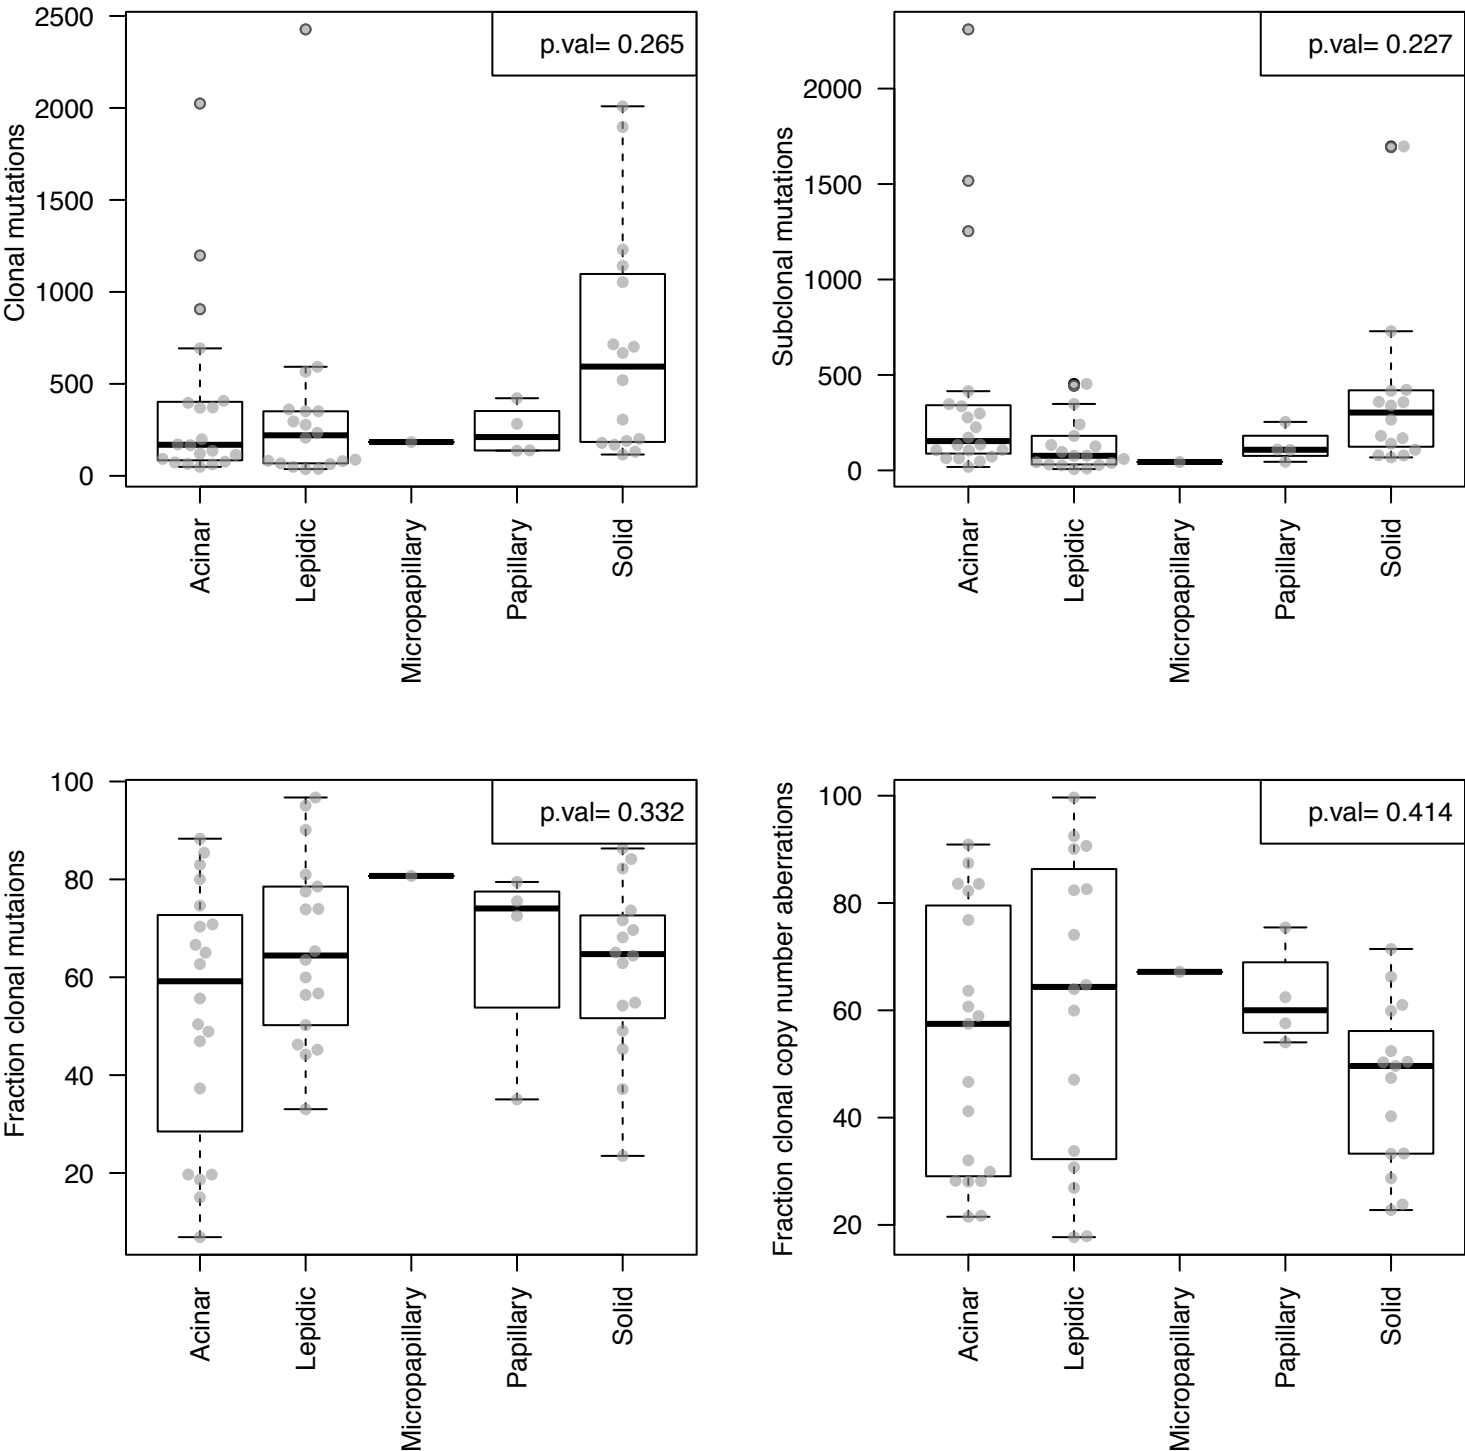 Clonal mutations
2500
2000
1500
1000
500
0
p.val= 0.265
Acinar
Lepidic
Micropapillary
Papillary
Solid
Subclonal mutations
2000
1500
1000
500
0
p.val= 0.227
Acinar
Lepidic
Micropapillary
Papillary
Solid
Fraction clonal mutaions
100
80
60
40
20
p.val= 0.332
Acinar
Lepidic
Micropapillary
Papillary
Solid
Fraction clonal copy number aberrations
100
80
60
40
20
p.val= 0.414
Acinar
Lepidic
Micropapillary
Papillary
Solid